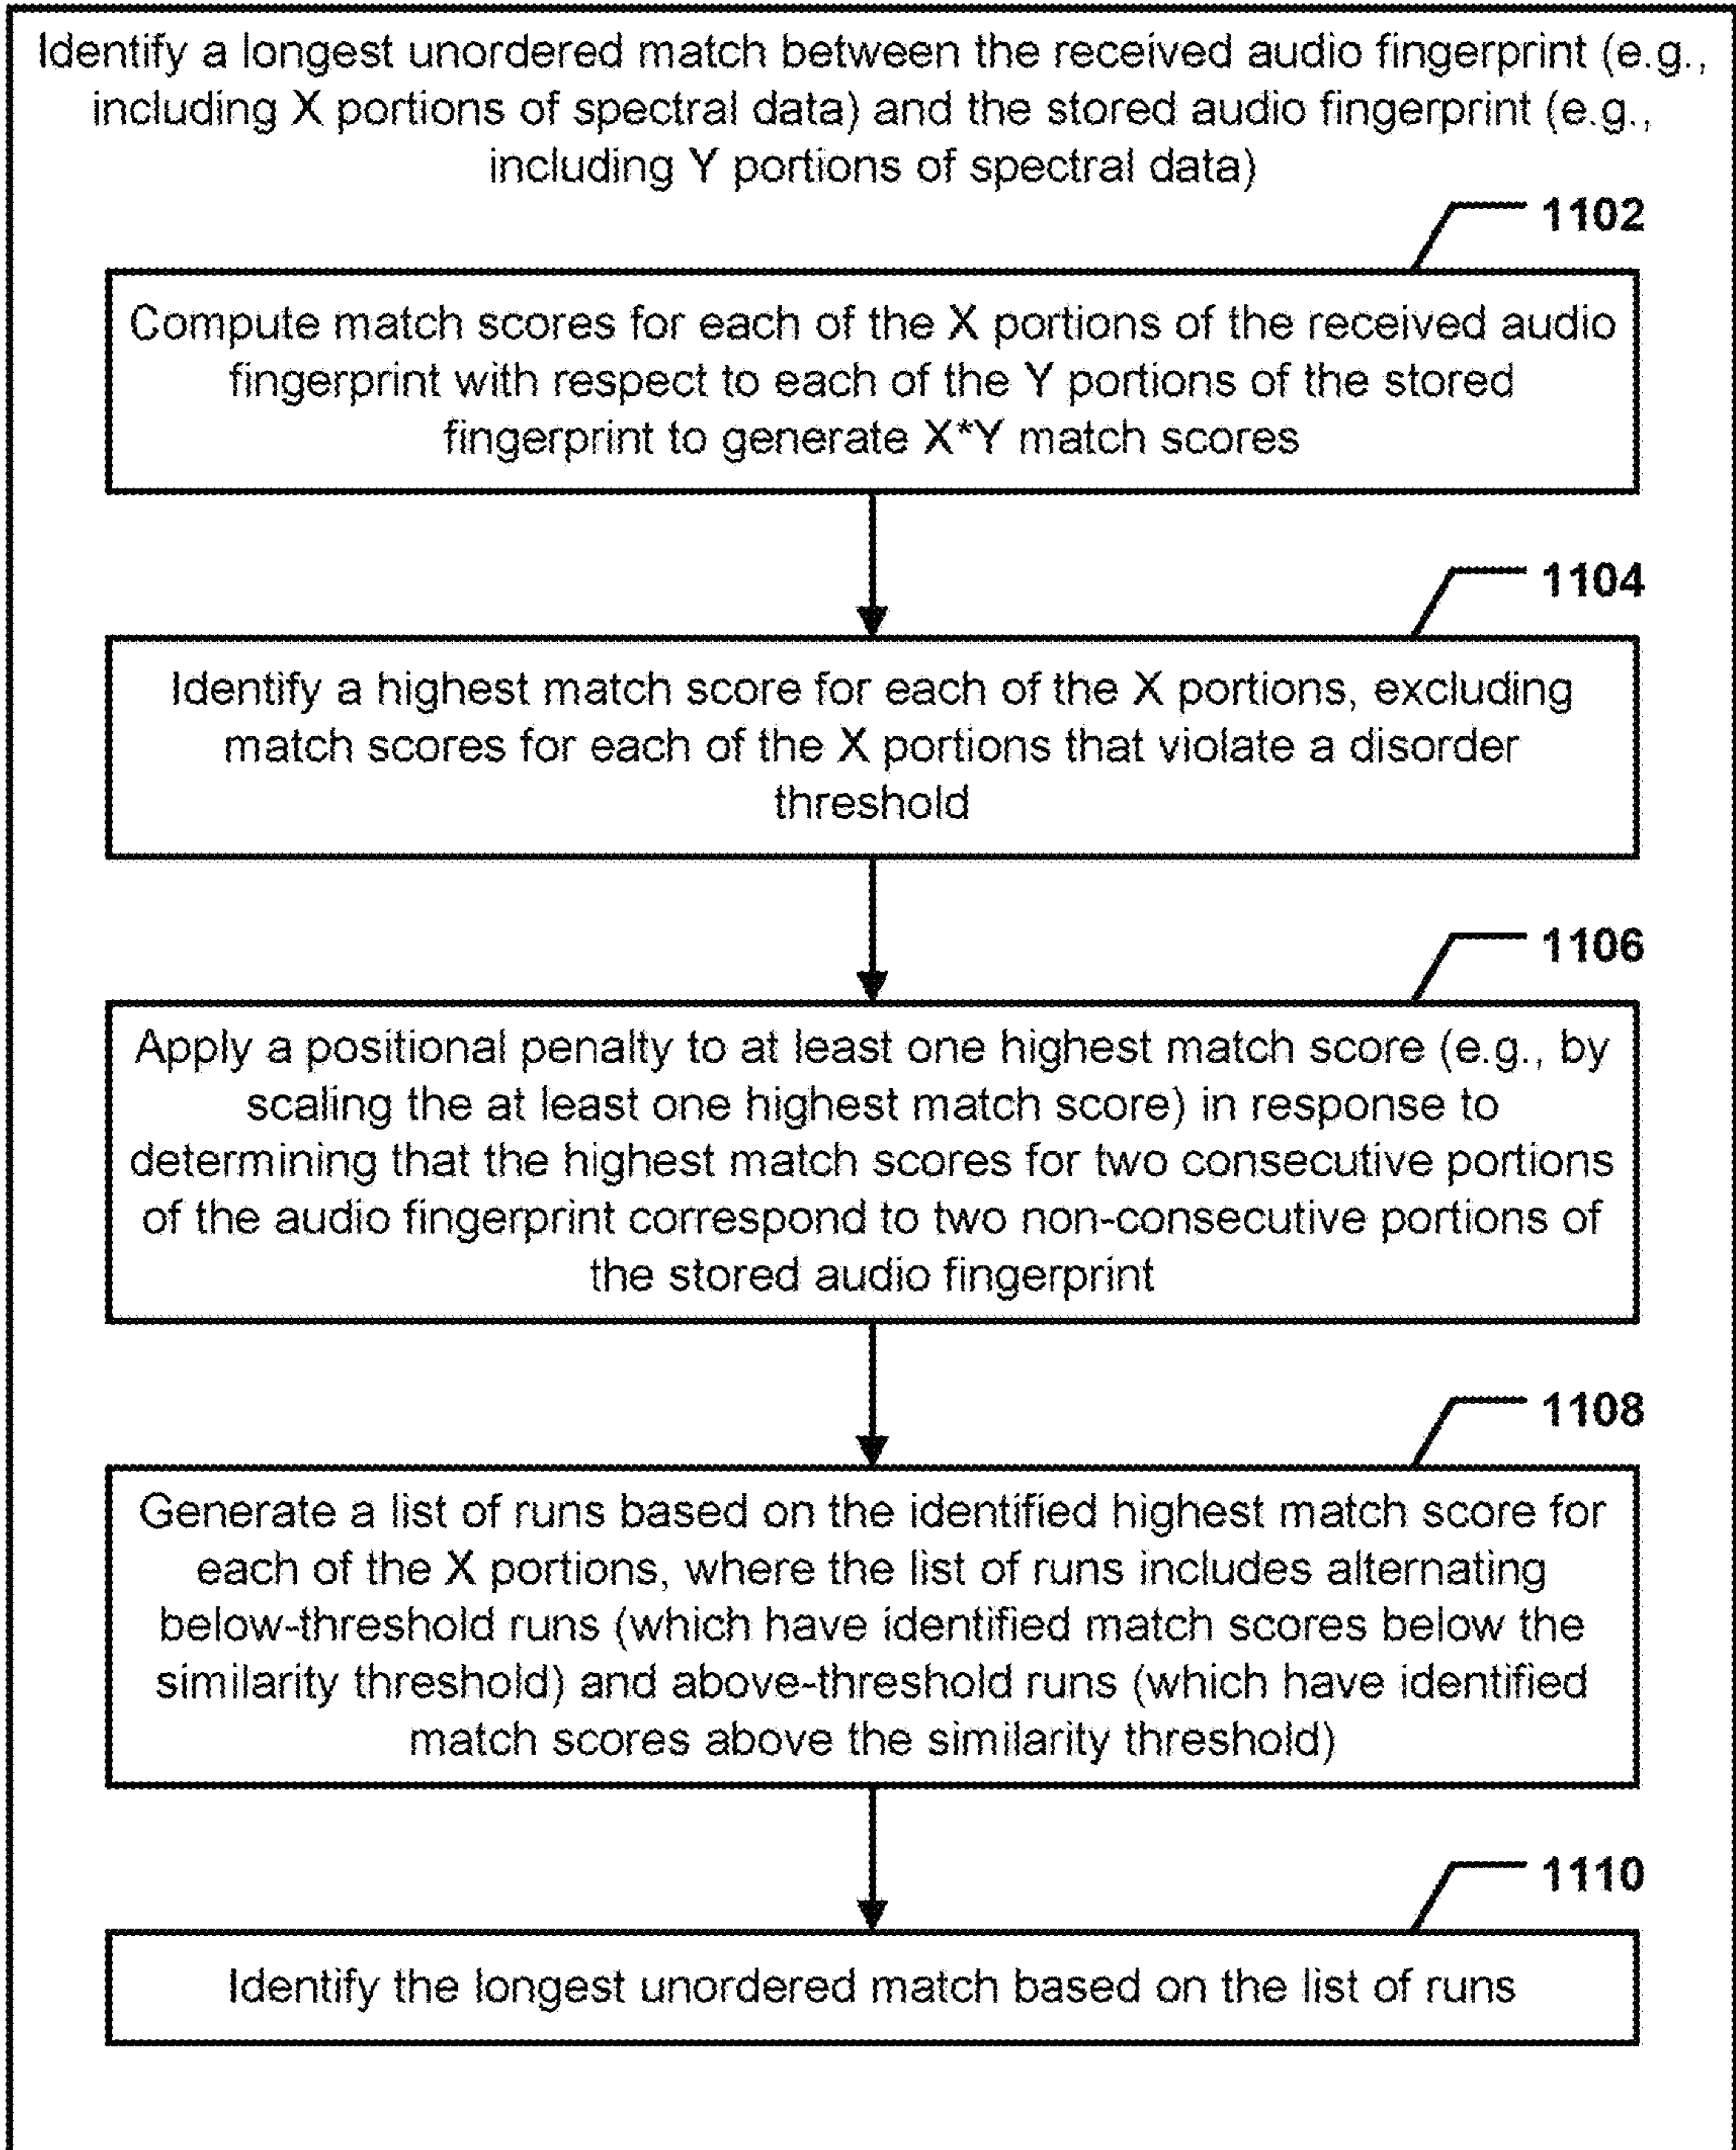 Identify a longest unordered match between the received audio fingerprint (e.g.,
including X portions of spectral data) and the stored audio fingerprint (e.g.,
including Y portions of spectral data)
1102
Compute match scores for each of the X portions of the received audio
fingerprint with respect to each of the Y portions of the stored
fingerprint to generate X*Y match scores
1104
Identify a highest match score for each of the X portions, excluding
match scores for each of the X portions that violate a disorder
threshold
1106
Apply a positional penalty to at least one highest match score (e.g., by
scaling the at least one highest match score) in response to
determining that the highest match scores for two consecutive portions
of the audio fingerprint correspond to two non-consecutive portions of
the stored audio fingerprint
1108
Generate a list of runs based on the identified highest match score for
each of the X portions, where the list of runs includes alternating
below-threshold runs (which have identified match scores below the
similarity threshold) and above-threshold runs (which have identified
match scores above the similarity threshold)
1110
Identify the longest unordered match based on the list of runs